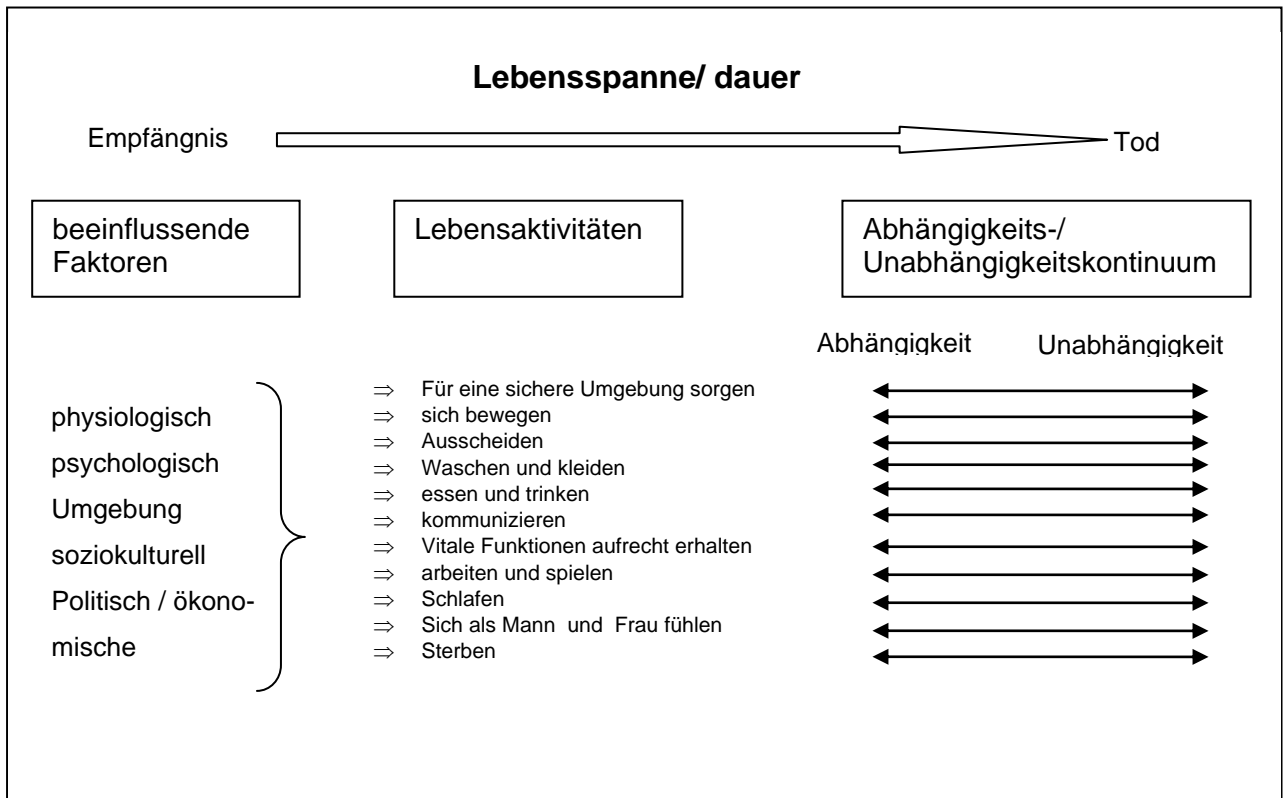 Lebensspanne/ dauer
Empfängnis
Tod
beeinflussende
Faktoren
Lebensaktivitäten
Abhängigkeits-/
Unabhängigkeitskontinuum
Abhängigkeit Unabhängigkeit
physiologisch
psychologisch
Umgebung
soziokulturell
Politisch / ökono-
mische
⇒ Für eine sichere Umgebung sorgen
⇒ sich bewegen
⇒ Ausscheiden
⇒ Waschen und kleiden
⇒ essen und trinken
⇒ kommunizieren
⇒ Vitale Funktionen aufrecht erhalten
⇒ arbeiten und spielen
⇒ Schlafen
⇒ Sich als Mann und Frau fühlen
⇒ Sterben